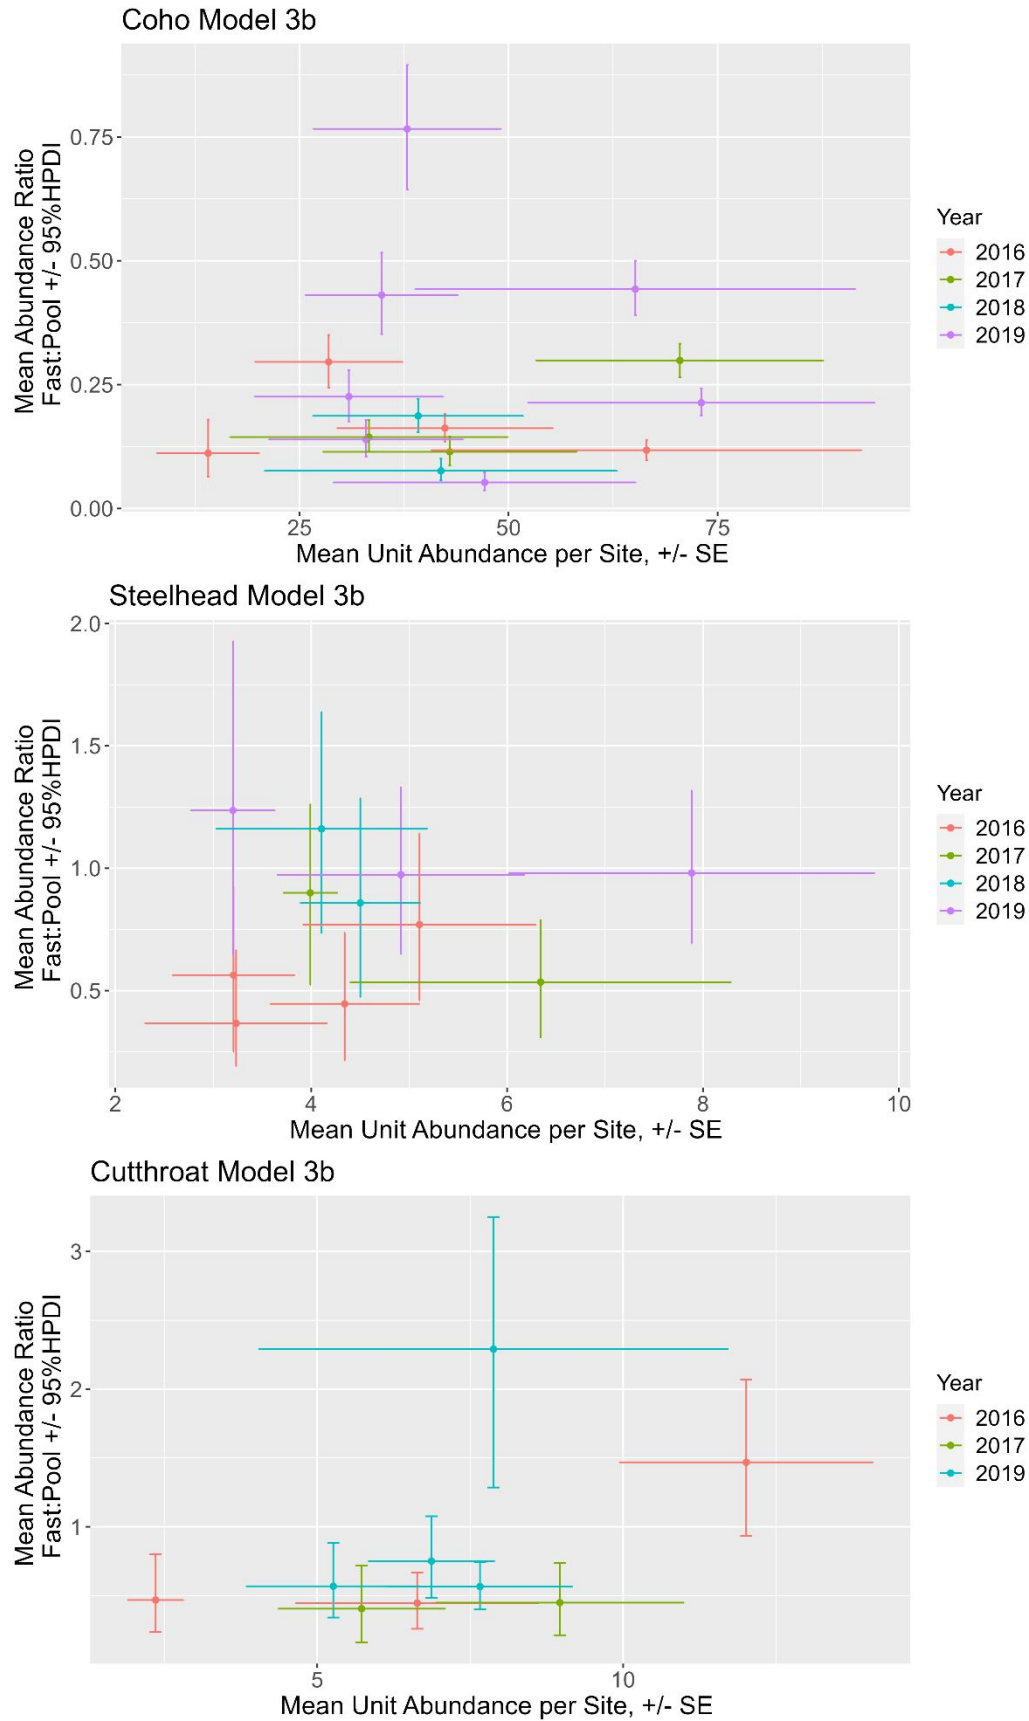 Coho Model 3b
Mean Abundance Ratio
Fast:Pool +/- 95%HPDI
0.75
0.50
0.25
0.00
25 50 75
Mean Unit Abundance per Site, +/- SE
Year
2016
2017
2018
2019
Steelhead Model 3b
Mean Abundance Ratio
Fast:Pool +/- 95%HPDI
2.0
1.5
1.0
0.5
2 4 6 8 10
Mean Unit Abundance per Site, +/- SE
Year
2016
2017
2018
2019
Cutthroat Model 3b
Mean Abundance Ratio
Fast:Pool +/- 95%HPDI
3
2
1
5 10
Mean Unit Abundance per Site, +/- SE
Year
2016
2017
2019